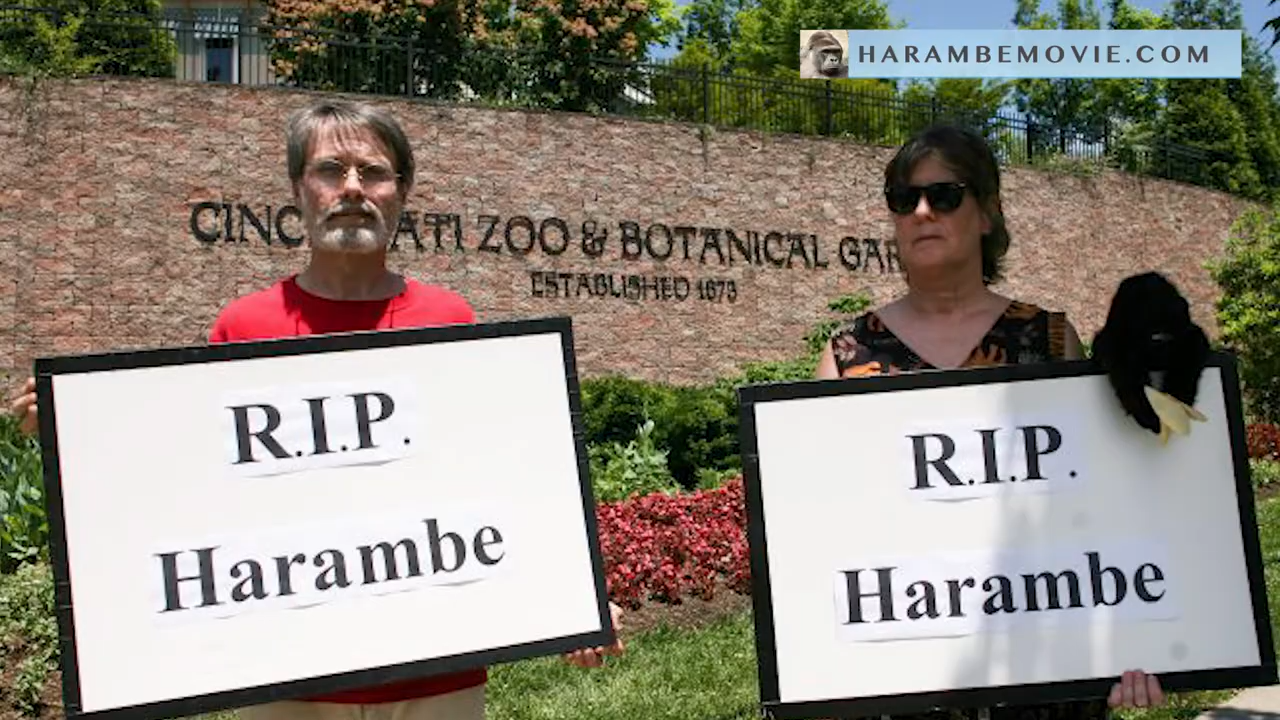 HARAMBEMOVIE.COM
CINC ATI ZOO & BOTANICAL GAR
ESTABLISHED 1873
R.I.P.
Harambe
R.I.P.
Harambe